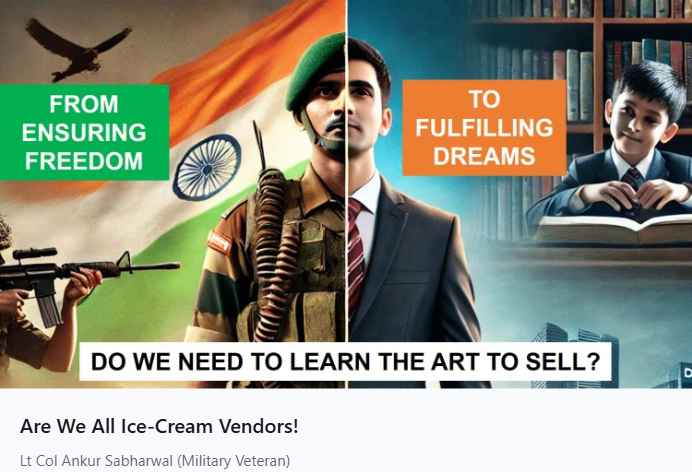 FROM
ENSURING
FREEDOM
TO
FULFILLING
DREAMS
DO WE NEED TO LEARN THE ART TO SELL?
Are We All Ice-Cream Vendors!
Lt Col Ankur Sabharwal (Military Veteran)